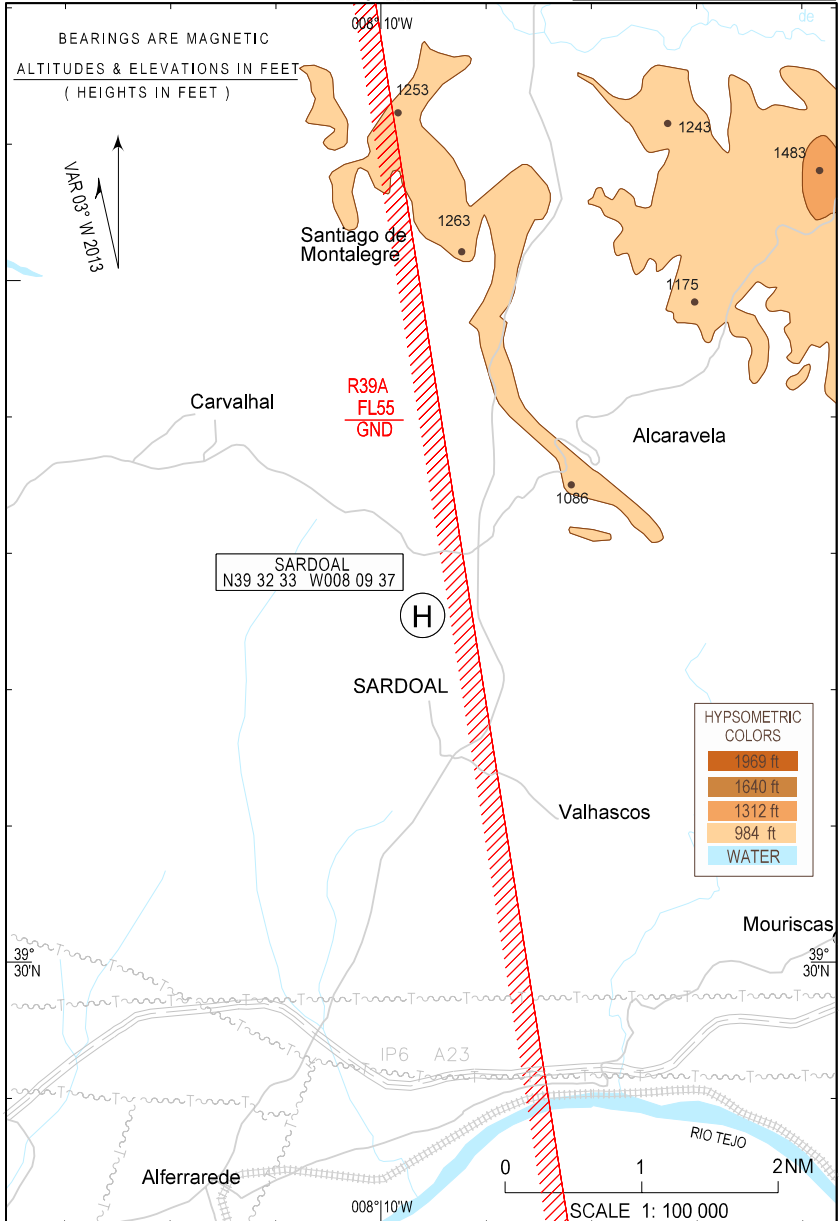 008° 10'W
de
BEARINGS ARE MAGNETIC
ALTITUDES & ELEVATIONS IN FEET
( HEIGHTS IN FEET )
1253
1243
1483
VAR 03° W 2013
1263
Santiago de
Montalegre
1175
R39A
FL55
GND
Carvalhal
Alcaravela
1086
SARDOAL
N39 32 33 W008 09 37
H
SARDOAL
HYPSOMETRIC
COLORS
1969 ft
1640 ft
1312 ft
984 ft
WATER
Valhascos
Mouriscas
39°
30'N
39°
30'N
T T T T T T
T T T
IP6 A23
T T T T T T
RIO TEJO
Alferrarede
0 1 2NM
008° 10'W
SCALE 1: 100 000